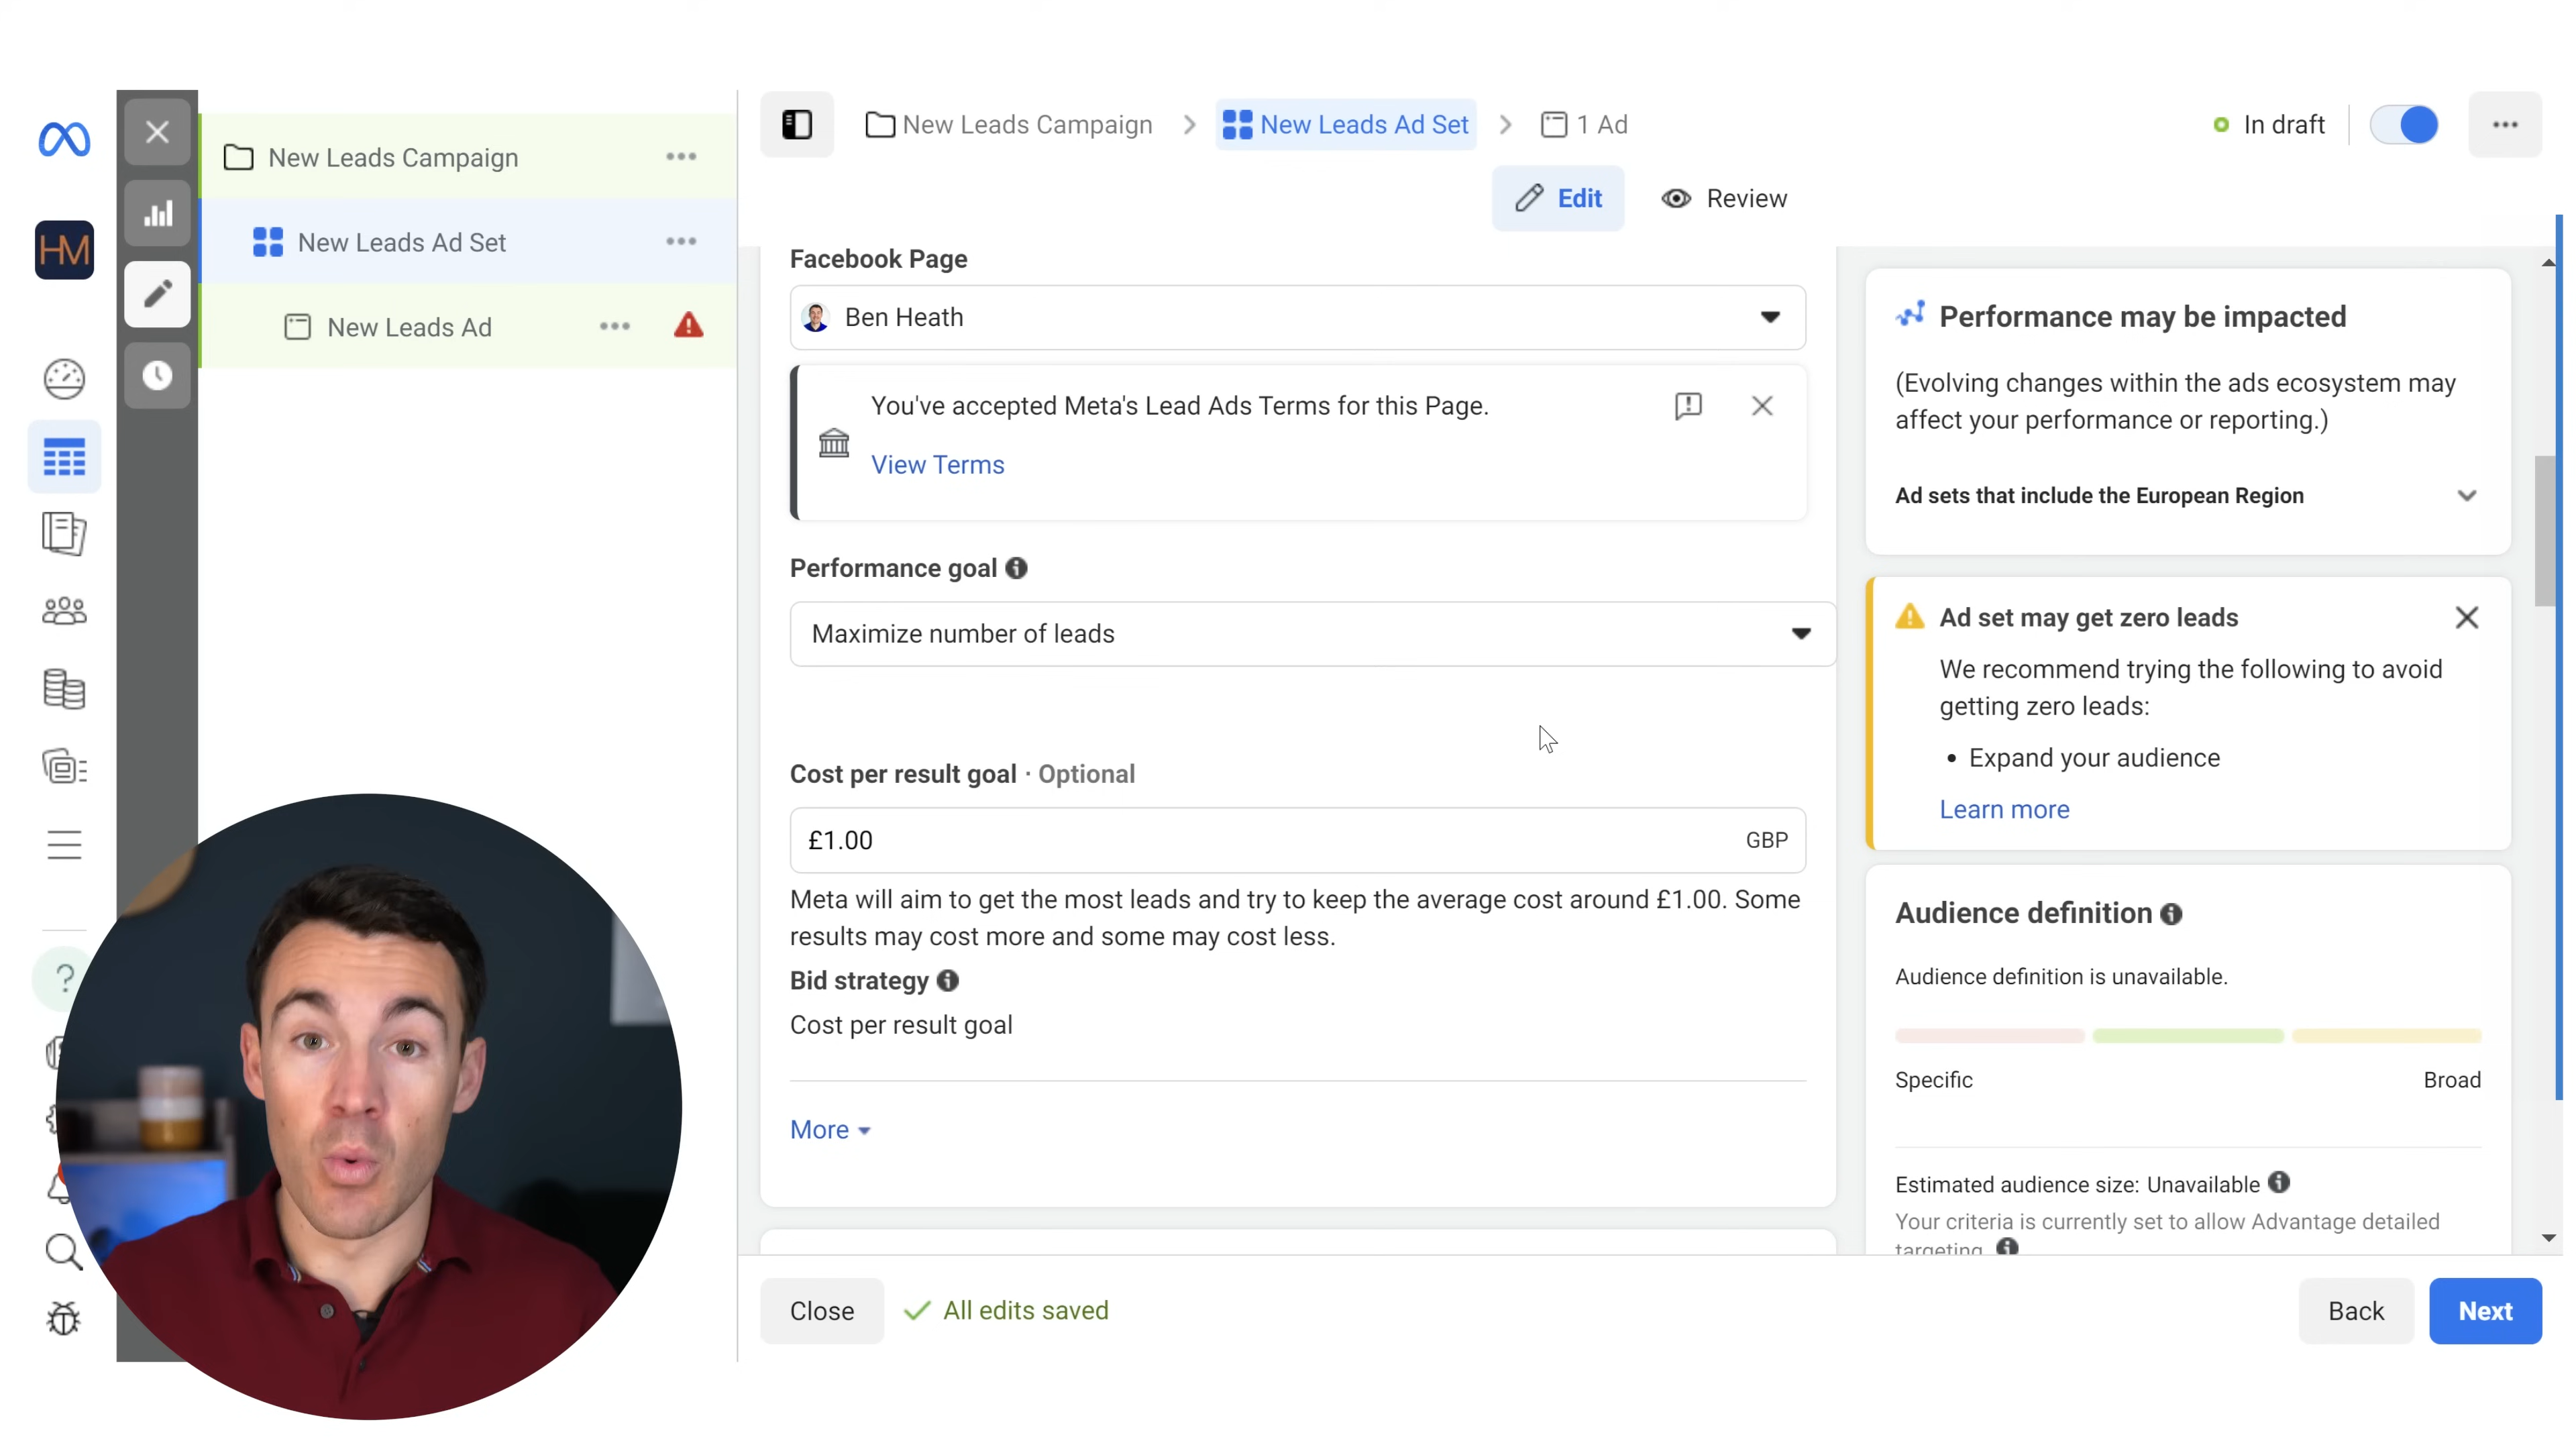 HM
New Leads Campaign
New Leads Ad Set
New Leads Ad
New Leads Campaign
New Leads Ad Set
1 Ad
In draft
Edit
Review
Facebook Page
Ben Heath
You've accepted Meta's Lead Ads Terms for this Page.
View Terms
Performance goal
Maximize number of leads
Cost per result goal · Optional
£1.00
GBP
Meta will aim to get the most leads and try to keep the average cost around £1.00. Some
results may cost more and some may cost less.
Bid strategy
Cost per result goal
More
Performance may be impacted
(Evolving changes within the ads ecosystem may
affect your performance or reporting.)
Ad sets that include the European Region
Ad set may get zero leads
We recommend trying the following to avoid
getting zero leads:
• Expand your audience
Learn more
Audience definition
Audience definition is unavailable.
Specific
Broad
Estimated audience size: Unavailable
Your criteria is currently set to allow Advantage detailed
targeting.
Close
All edits saved
Back
Next